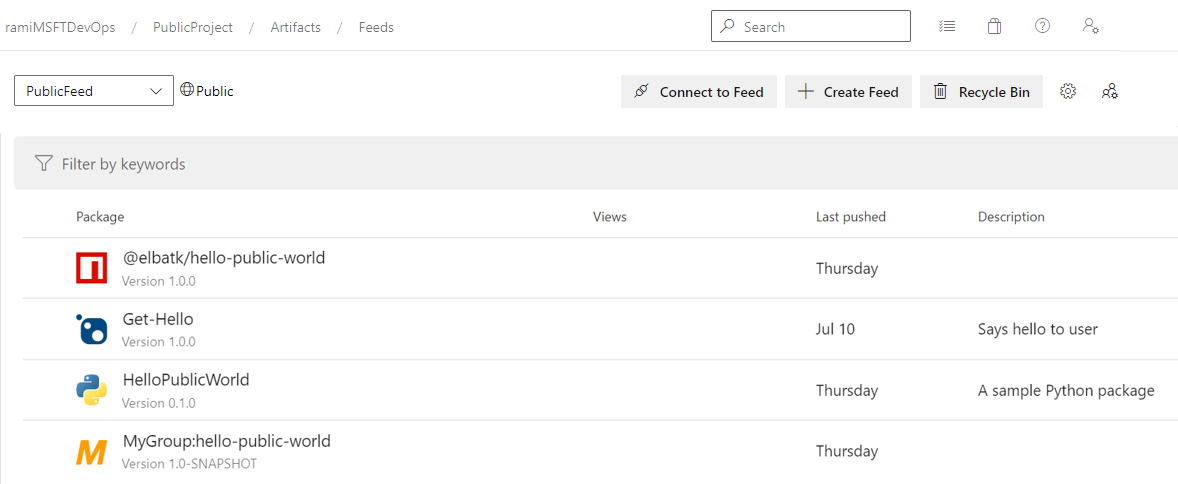 ramiMSFTDevOps / PublicProject / Artifacts / Feeds Search
PublicFeed Public Connect to Feed Create Feed Recycle Bin
Filter by keywords
Package Views Last pushed Description
@elbatk/hello-public-world
Version 1.0.0
Thursday
Get-Hello
Version 1.0.0
Jul 10 Says hello to user
HelloPublicWorld
Version 0.1.0
Thursday A sample Python package
MyGroup:hello-public-world
Version 1.0-SNAPSHOT
Thursday